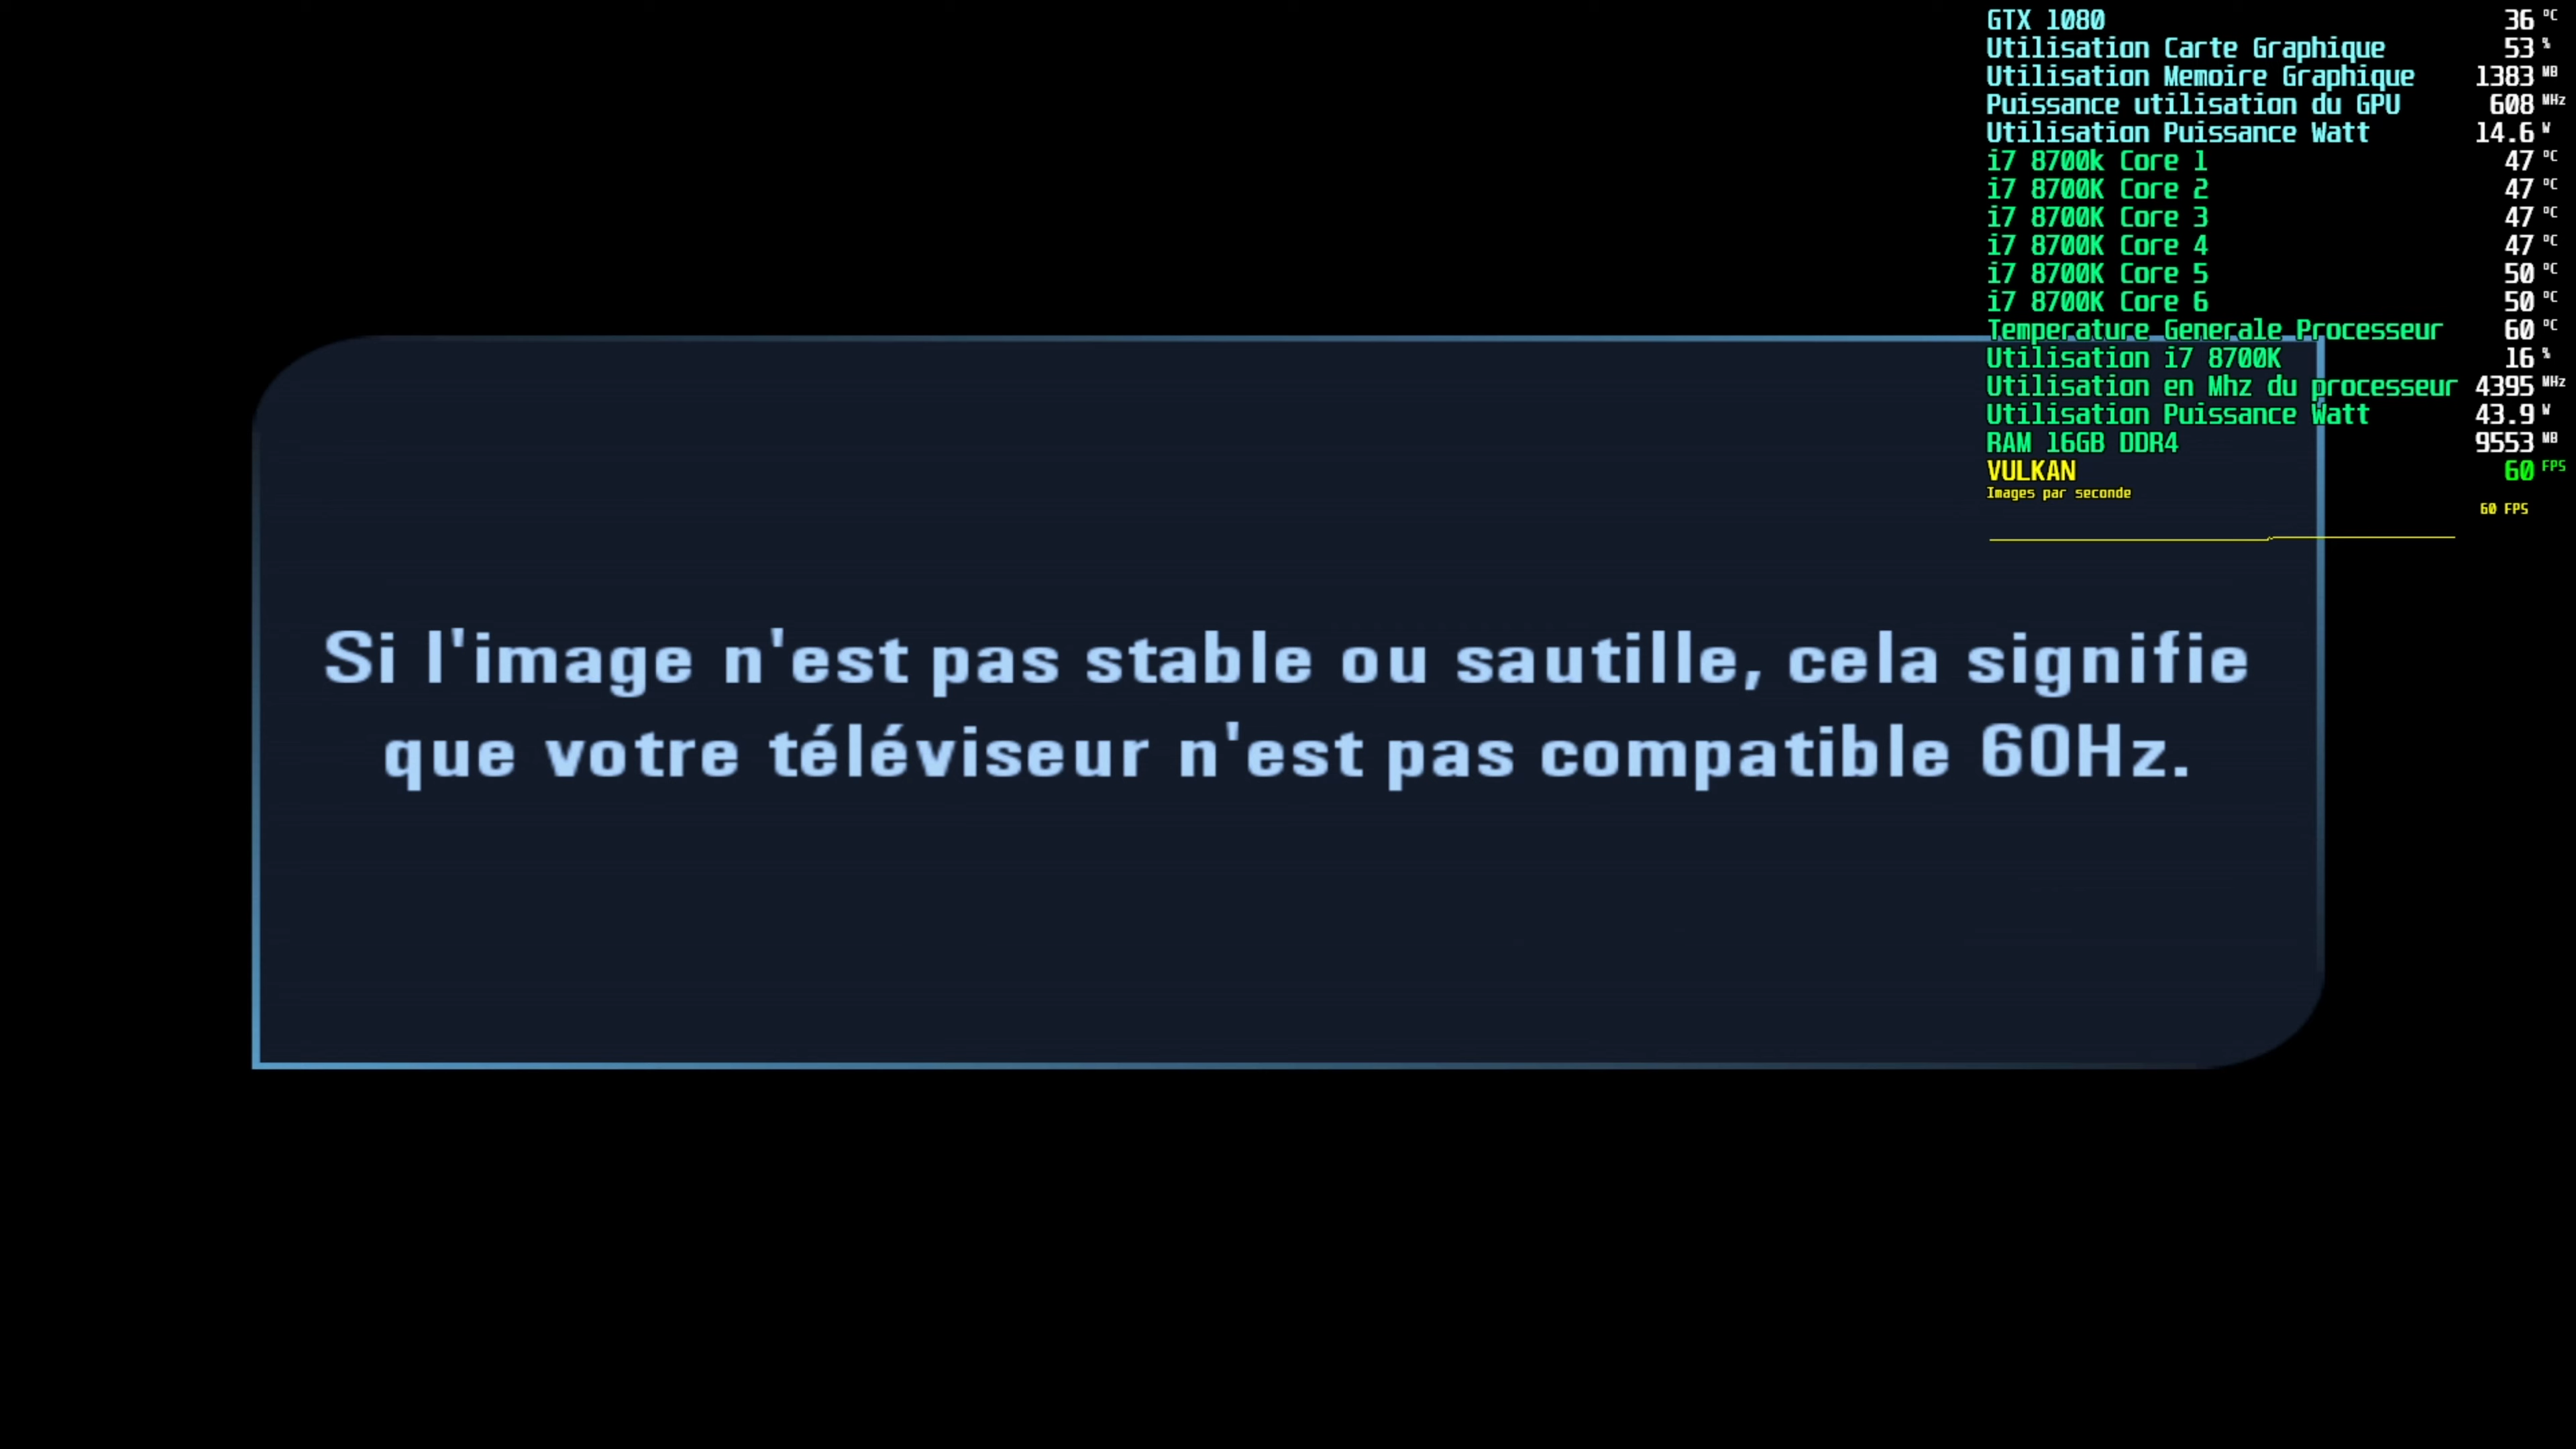 GTX 1080 36 °C
Utilisation Carte Graphique 53 %
Utilisation Memoire Graphique 1383 MB
Puissance utilisation du GPU 608 MHz
Utilisation Puissance Watt 14.6 W
i7 8700k Core 1 47 °C
i7 8700K Core 2 47 °C
i7 8700K Core 3 47 °C
i7 8700K Core 4 47 °C
i7 8700K Core 5 50 °C
i7 8700K Core 6 50 °C
Temperature Generale Processeur 60 °C
Utilisation i7 8700K 16 %
Utilisation en Mhz du processeur 4395 MHz
Utilisation Puissance Watt 43.9 W
RAM 16GB DDR4 9553 MB
VULKAN 60 FPS
Images par seconde
60 FPS
Si l'image n'est pas stable ou sautille, cela signifie
que votre téléviseur n'est pas compatible 60Hz.